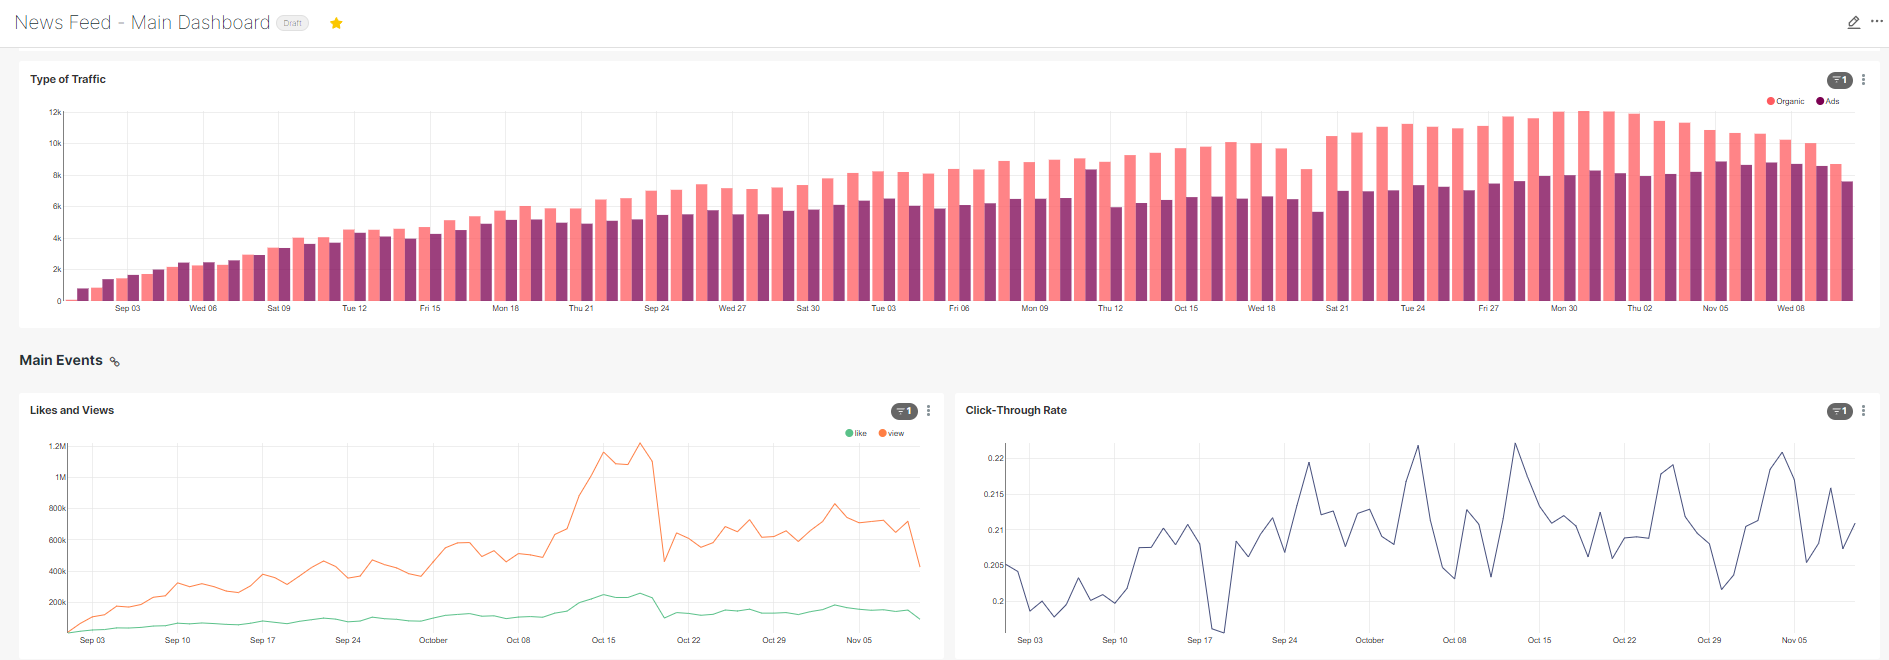 News Feed - Main Dashboard Draft
Type of Traffic
1
Organic Ads
12k
10k
8k
6k
4k
2k
0
Sep 03 Wed 06 Sat 09 Tue 12 Fri 15 Mon 18 Thu 21 Sep 24 Wed 27 Sat 30 Tue 03 Fri 06 Mon 09 Thu 12 Oct 15 Wed 18 Sat 21 Tue 24 Fri 27 Mon 30 Thu 02 Nov 05 Wed 08
Main Events
Likes and Views
1
like view
1.2M
1M
800k
600k
400k
200k
Sep 03 Sep 10 Sep 17 Sep 24 October Oct 08 Oct 15 Oct 22 Oct 29 Nov 05
Click-Through Rate
1
0.22
0.215
0.21
0.205
0.2
Sep 03 Sep 10 Sep 17 Sep 24 October Oct 08 Oct 15 Oct 22 Oct 29 Nov 05